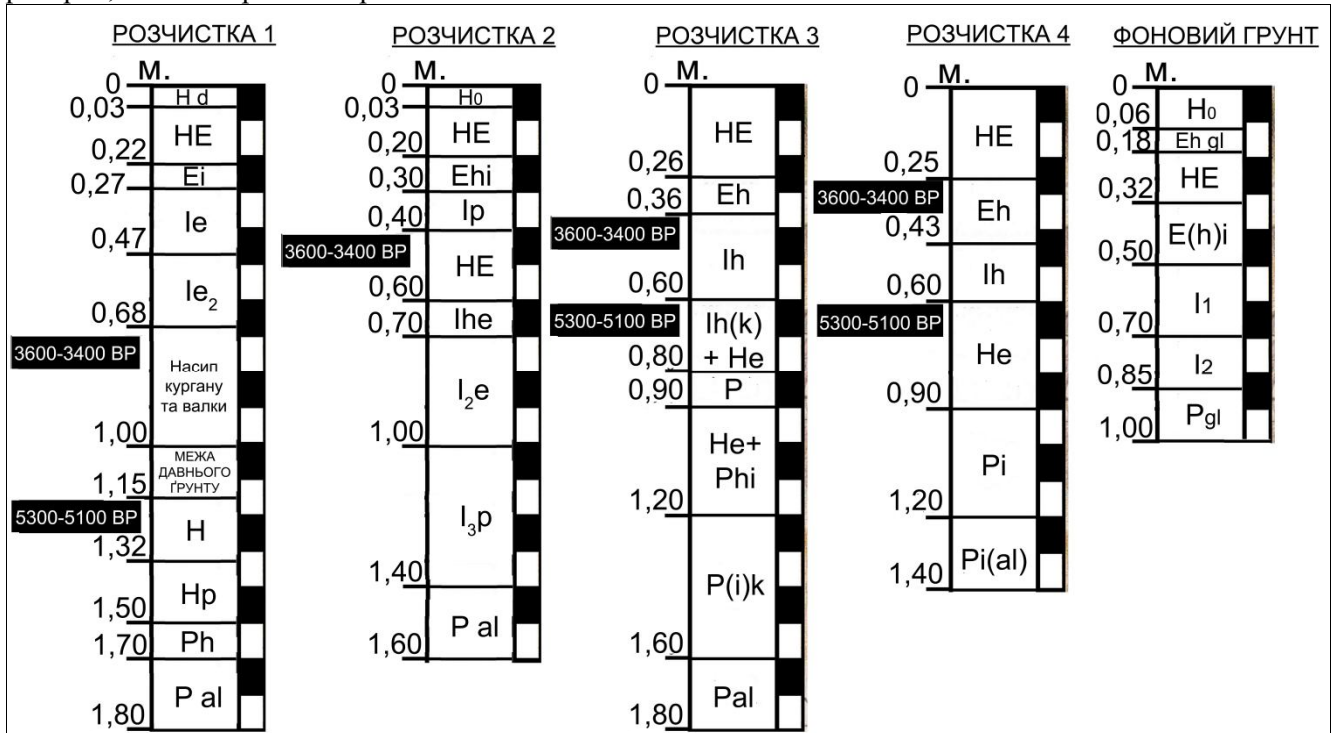 РОЗЧИСТКА 1
М.
0
0,03
H d
HE
0,22
Ei
0,27
Ie
0,47
Ie2
0,68
3600-3400 BP
Насип
кургану
та валки
1,00
МЕЖА
ДАВНЬОГО
ҐРУНТУ
1,15
5300-5100 BP
H
1,32
Hp
1,50
Ph
1,70
P al
1,80
РОЗЧИСТКА 2
М.
0
H0
0,03
HE
0,20
Ehi
0,30
Ip
0,40
3600-3400 BP
HE
0,60
Ihe
0,70
I2e
1,00
I3p
1,40
P al
1,60
РОЗЧИСТКА 3
М.
0
HE
0,26
Eh
0,36
3600-3400 BP
Ih
0,60
5300-5100 BP
Ih(k)
+ He
0,80
P
0,90
He+
Phi
1,20
P(i)k
1,60
Pal
1,80
РОЗЧИСТКА 4
М.
0
HE
0,25
3600-3400 BP
Eh
0,43
Ih
0,60
5300-5100 BP
He
0,90
Pi
1,20
Pi(al)
1,40
ФОНОВИЙ ГРУНТ
М.
0
H0
0,06
Eh gl
0,18
HE
0,32
E(h)i
0,50
I1
0,70
I2
0,85
Pgl
1,00